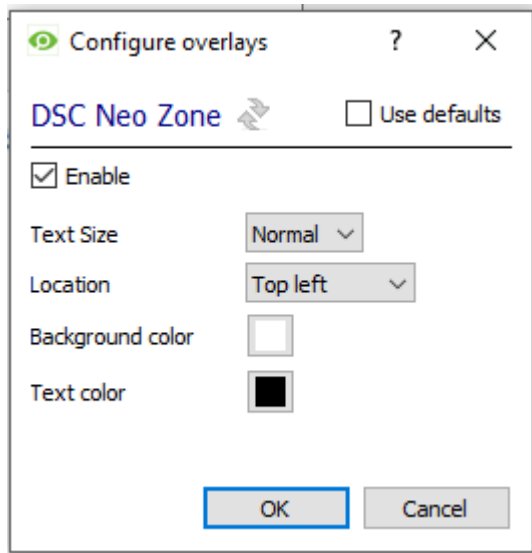 Configure overlays ?
DSC Neo Zone Use defaults
Enable
Text Size Normal
Location Top left
Background color
Text color
OK Cancel